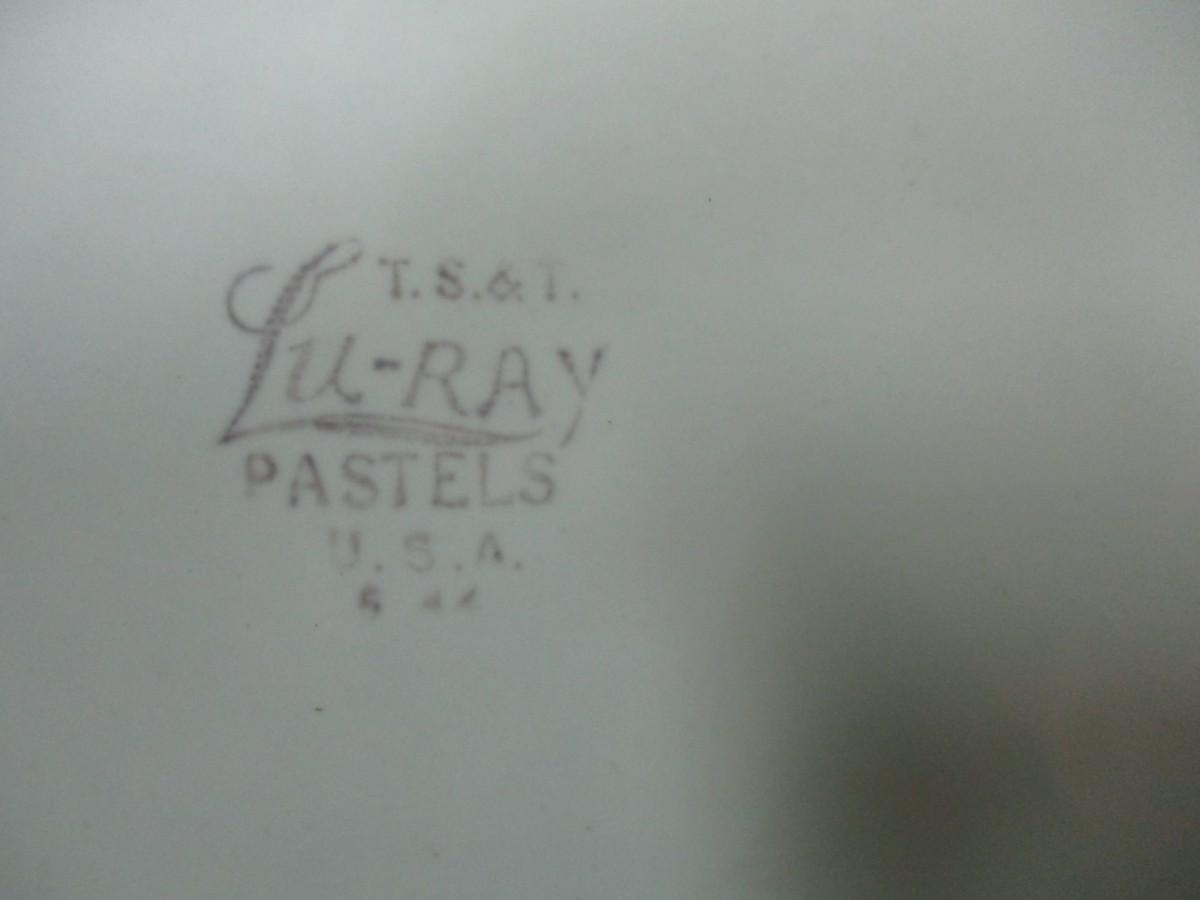 T. S. & T.
Lu-RAY
PASTELS
U. S. A.